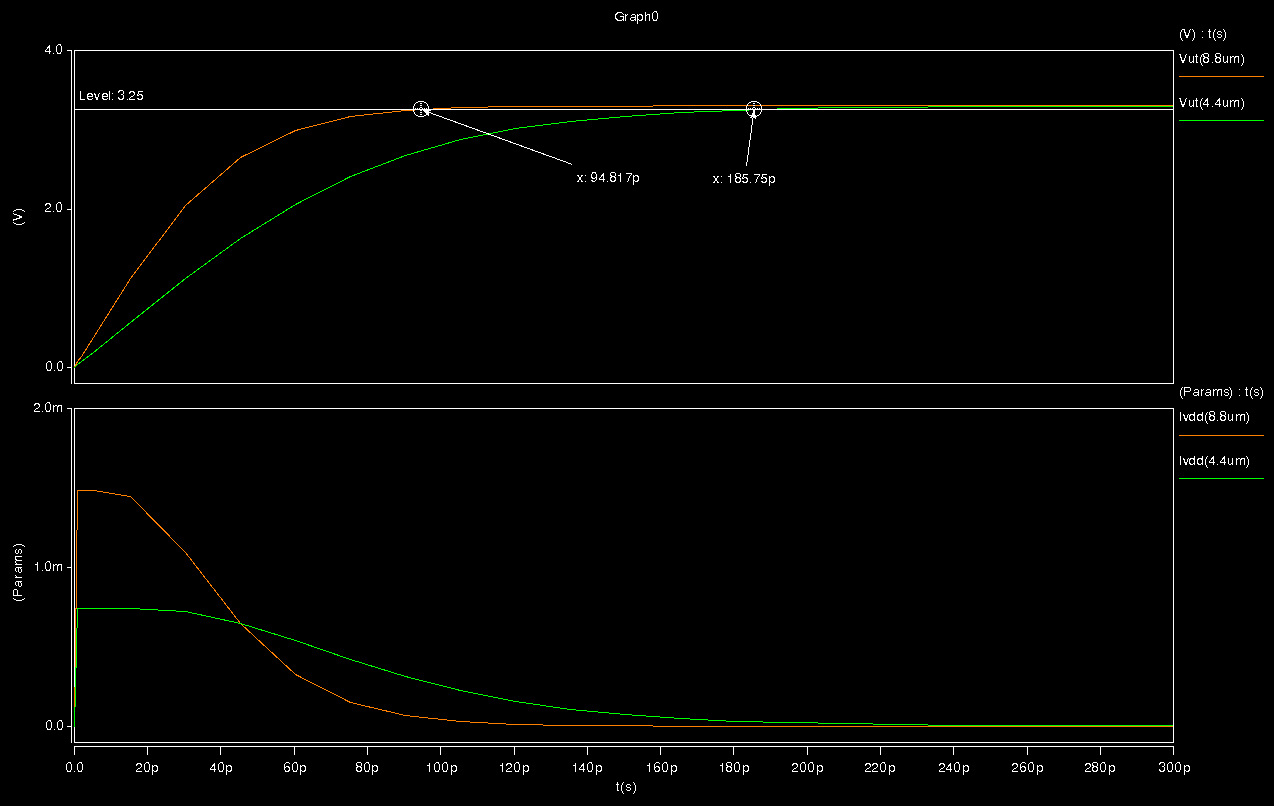 Graph0
(V) : t(s)
Vut(8.8um)
Vut(4.4um)
4.0
2.0
0.0
(V)
Level: 3.25
x: 94.817p
x: 185.75p
(Params) : t(s)
Ivdd(8.8um)
Ivdd(4.4um)
2.0m
1.0m
0.0
(Params)
0.0 20p 40p 60p 80p 100p 120p 140p 160p 180p 200p 220p 240p 260p 280p 300p
t(s)